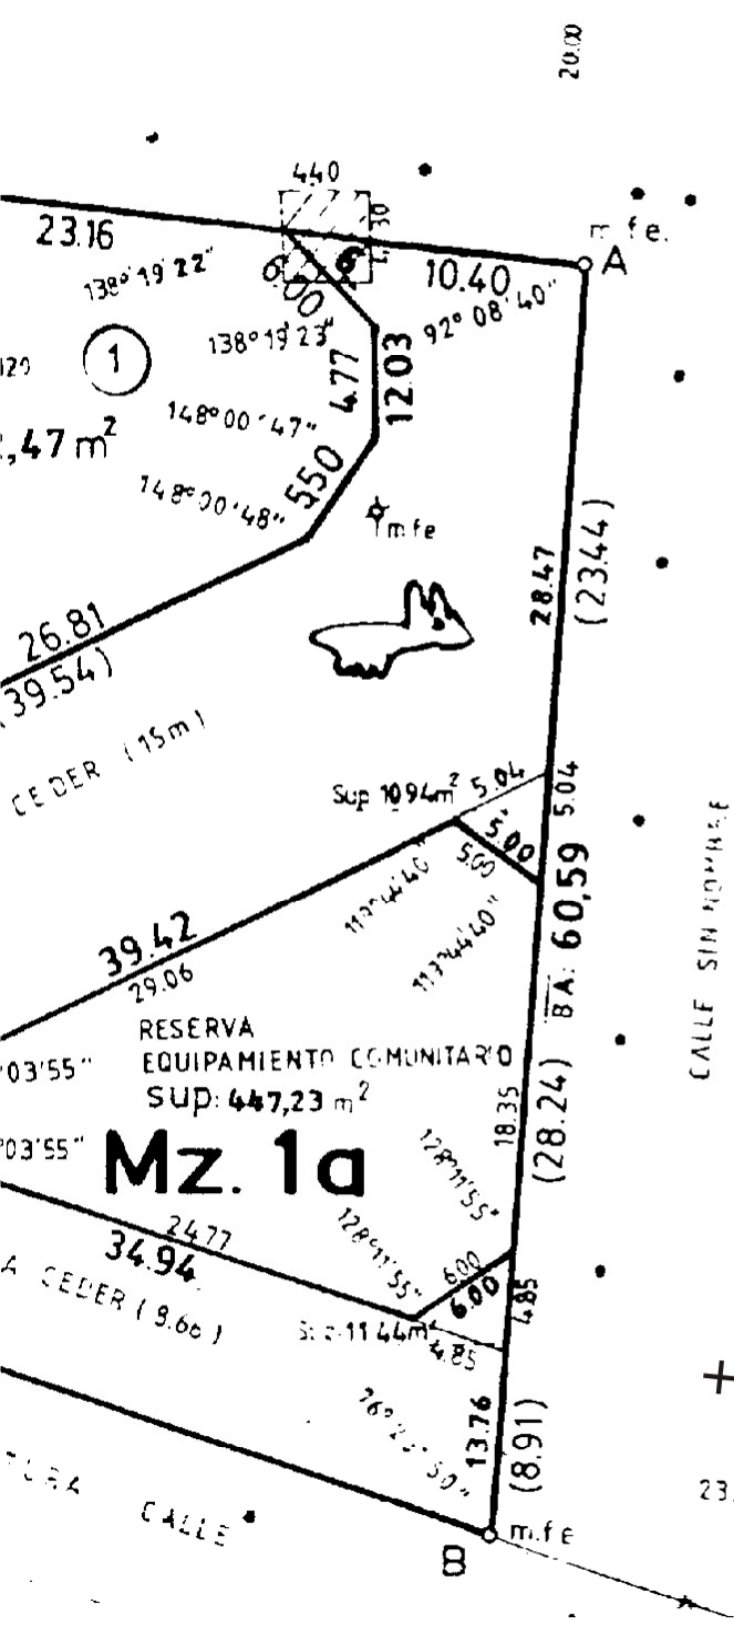 20.00
4.40
4.30
23.16
m.fe.
A
6.00
6
10.40
138° 19' 22"
138° 19' 23"
92° 08' 40"
1
4.77
12.03
,47 m²
148° 00' 47"
5.50
148° 00' 48"
m.fe
28.47
(23.44)
26.81
39.54)
CEDER (15m)
Sup 10.94m²
5.04
5.04
5.00
5.00
113° 44' 40"
39.42
29.06
113° 44' 40"
BA: 60,59
CALLE SIN NOMBRE
RESERVA
EQUIPAMIENTO COMUNITARIO
03'55"
SUP: 447,23 m²
18.35
(28.24)
03'55"
Mz. 1a
128° 11' 55"
128° 11' 55"
24.77
34.94
6.00
6.00
4.85
A CEDER (9.60)
11.44m²
4.85
13.76
(8.91)
23.
CALLE
m.fe
B